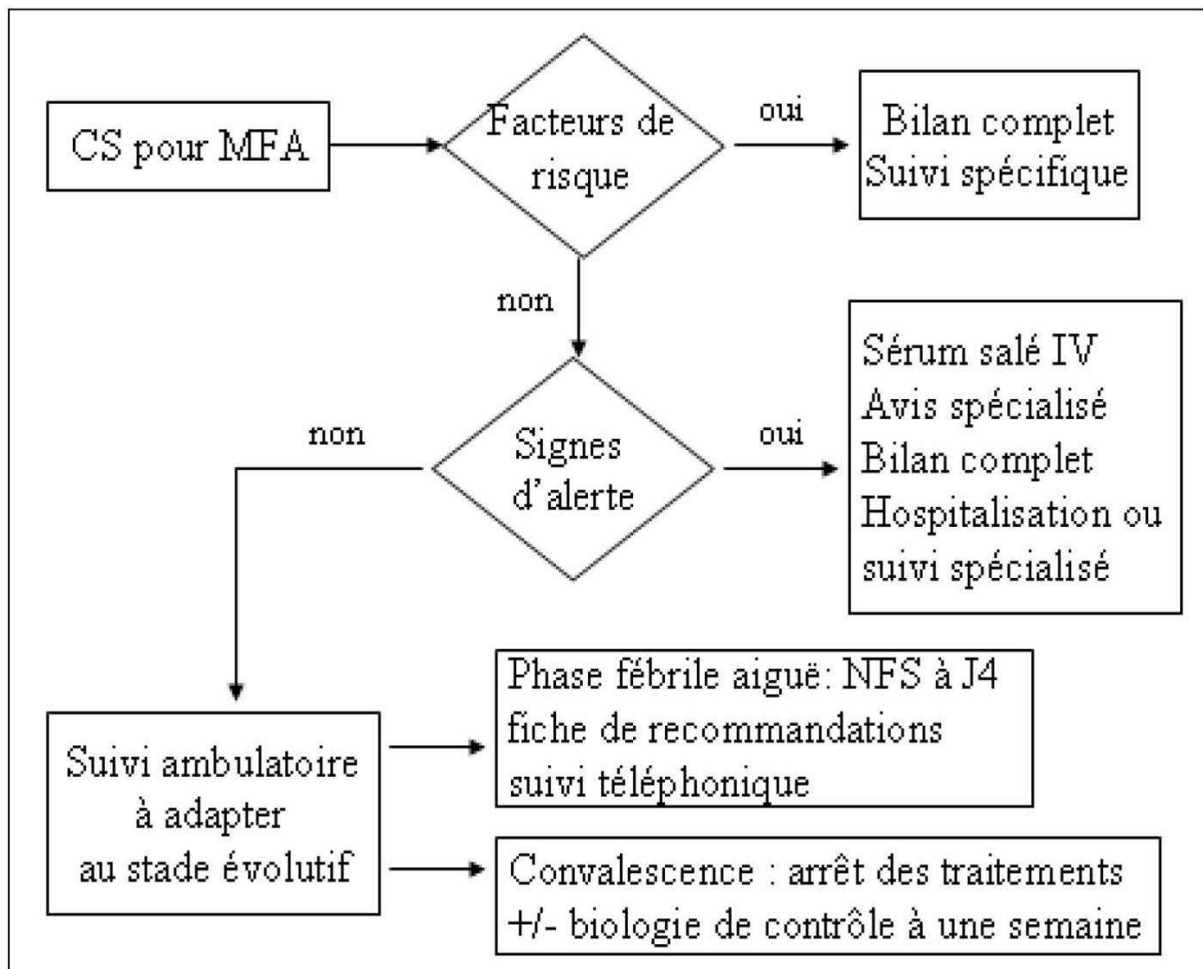 CS pour MFA
Facteurs de
risque
oui
Bilan complet
Suivi spécifique
non
Signes
d'alerte
non
oui
Sérum salé IV
Avis spécialisé
Bilan complet
Hospitalisation ou
suivi spécialisé
Suivi ambulatoire
à adapter
au stade évolutif
Phase fébrile aiguë: NFS à J4
fiche de recommandations
suivi téléphonique
Convalescence : arrêt des traitements
+/- biologie de contrôle à une semaine